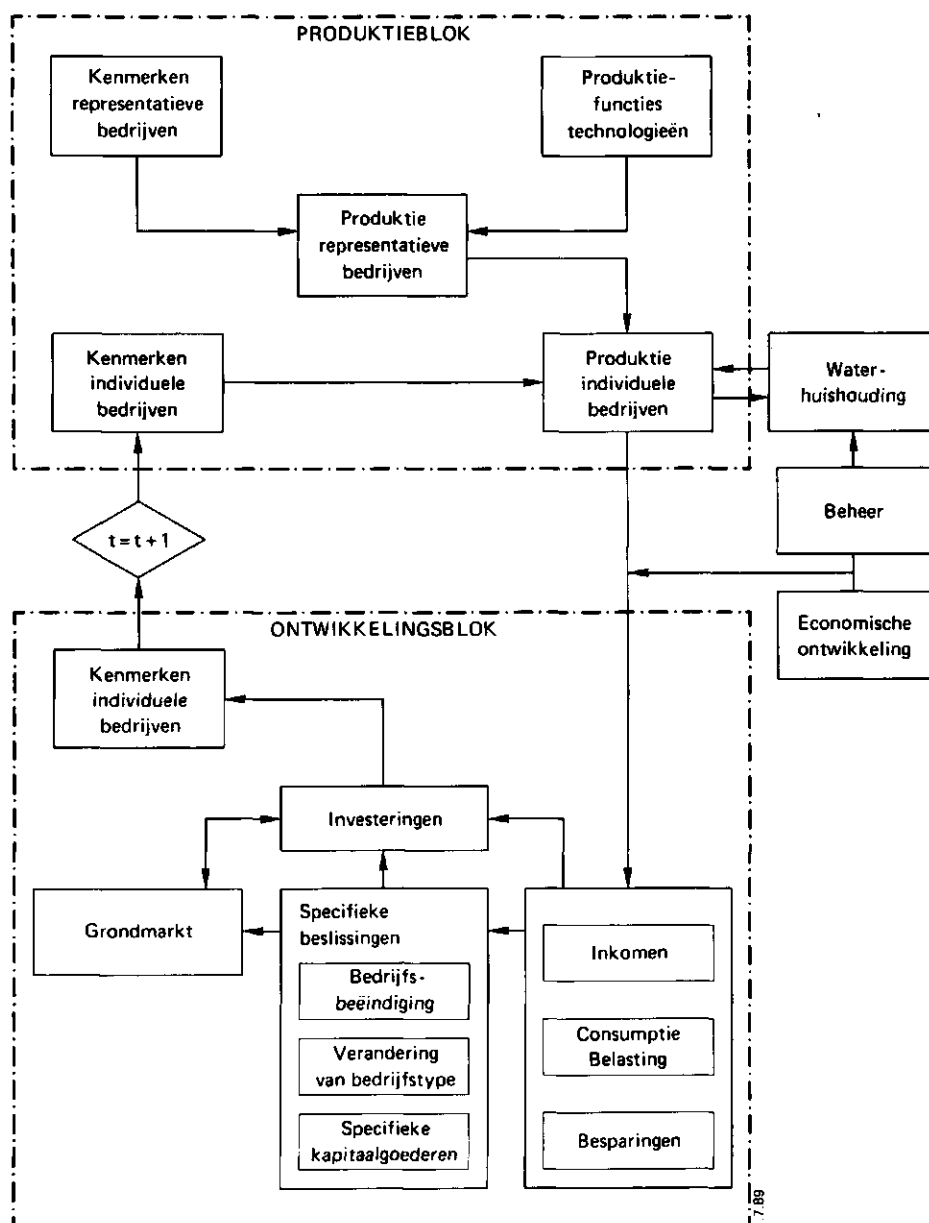 PRODUKTIEBLOK
Kenmerken
representatieve
bedrijven
Produktie-
functies
technologieën
Produktie
representatieve
bedrijven
Kenmerken
individuele
bedrijven
Produktie
individuele
bedrijven
Water-
huishouding
Beheer
t = t + 1
Economische
ontwikkeling
ONTWIKKELINGSBLOK
Kenmerken
individuele
bedrijven
Investeringen
Grondmarkt
Specifieke
beslissingen
Bedrijfs-
beëindiging
Verandering
van bedrijfstype
Specifieke
kapitaalgoederen
Inkomen
Consumptie
Belasting
Besparingen
7.89